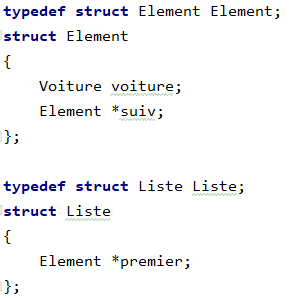 typedef struct Element Element;
struct Element
{
    Voiture voiture;
    Element *suiv;
};

typedef struct Liste Liste;
struct Liste
{
    Element *premier;
};